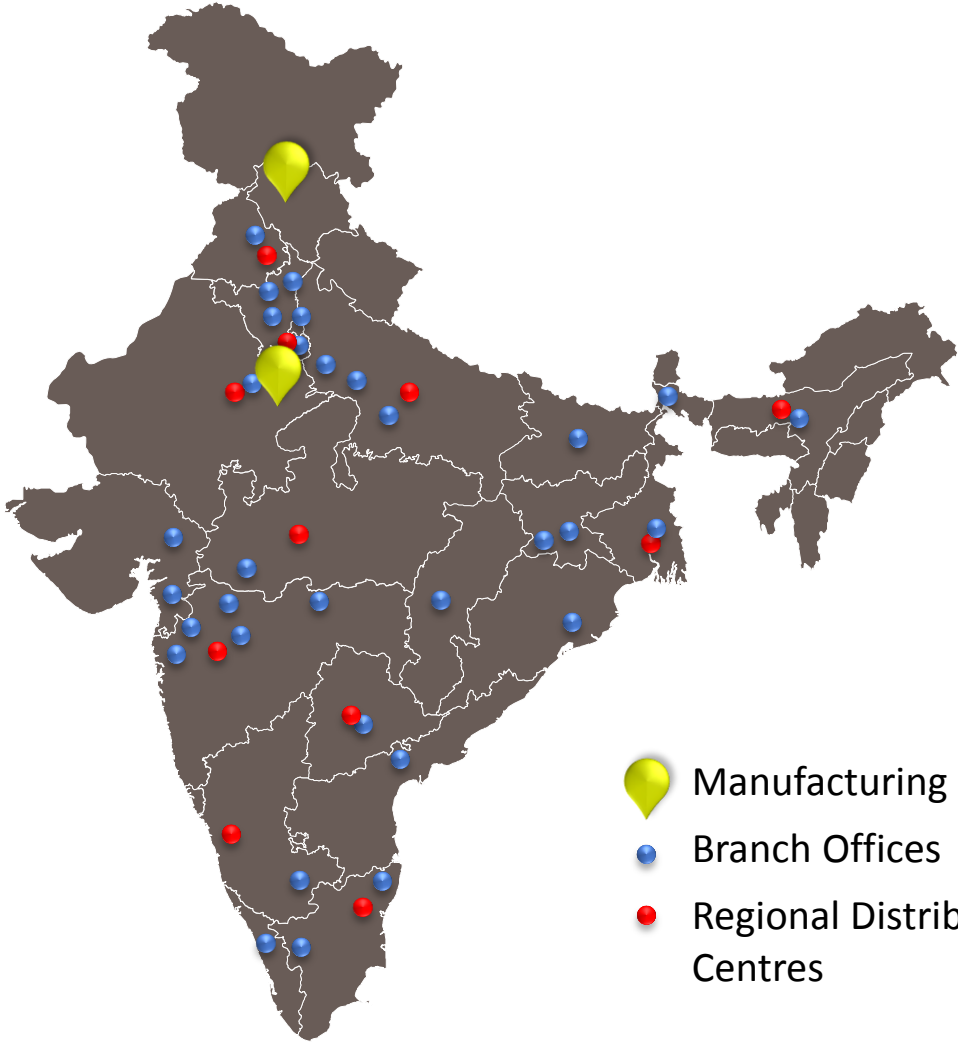 Manufacturing
Branch Offices
Regional Distrib
Centres